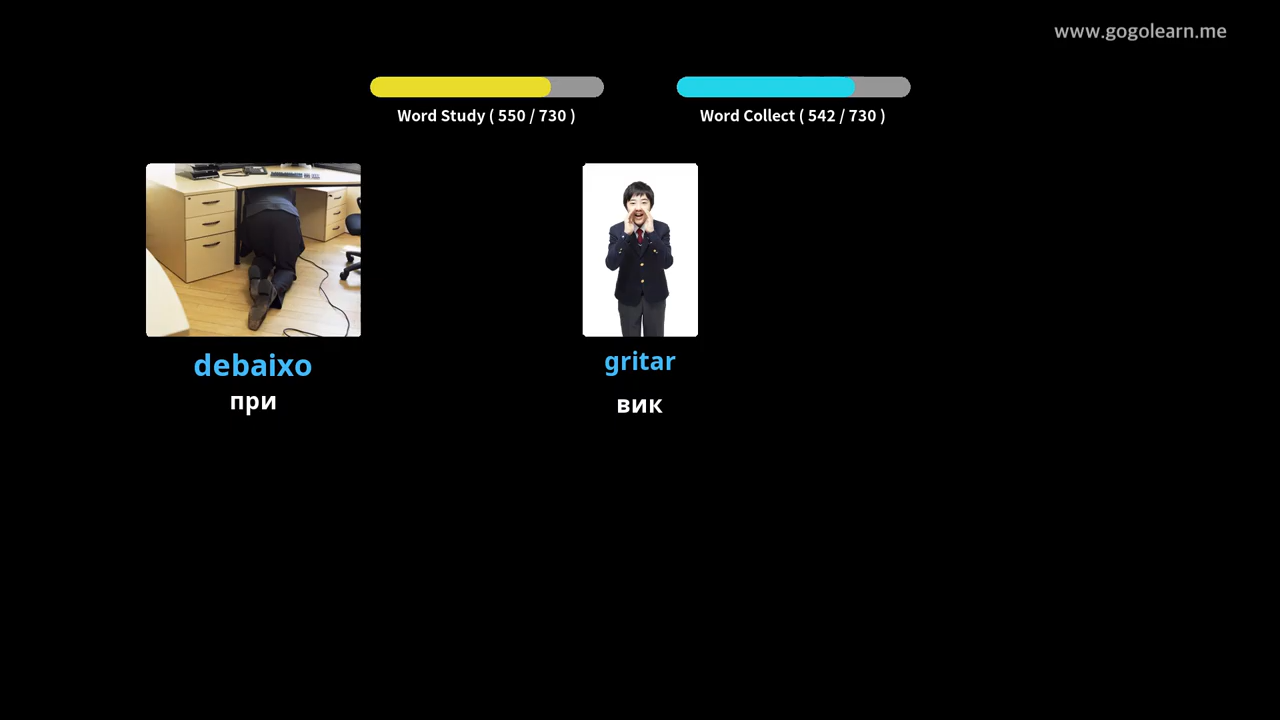 www.gogolearn.me
Word Study ( 550 / 730 )
Word Collect ( 542 / 730 )
debaixo
при
gritar
вик